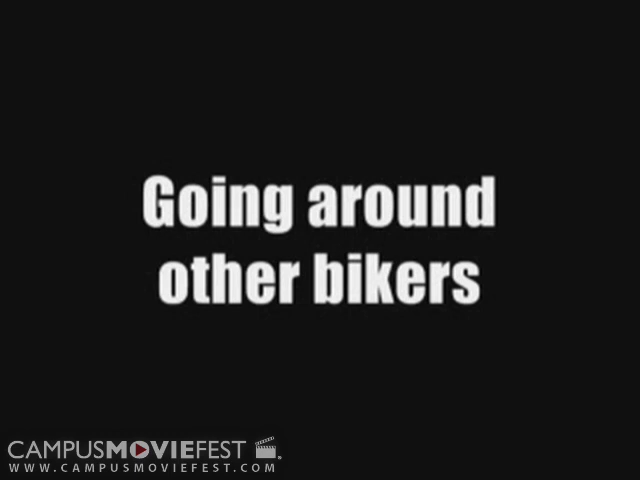 Going around
other bikers
CAMPUSMOVIEFEST
WWW.CAMPUSMOVIEFEST.COM